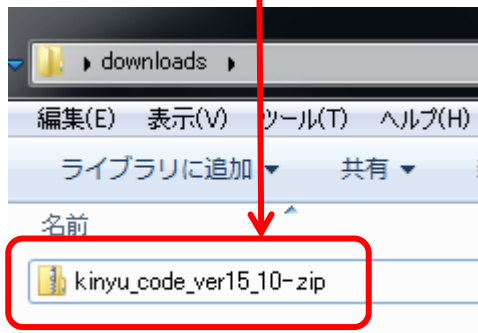 downloads
編集(E) 表示(V) ツール(T) ヘルプ(H)
ライブラリに追加 共有
名前
kinyu_code_ver15_10-zip